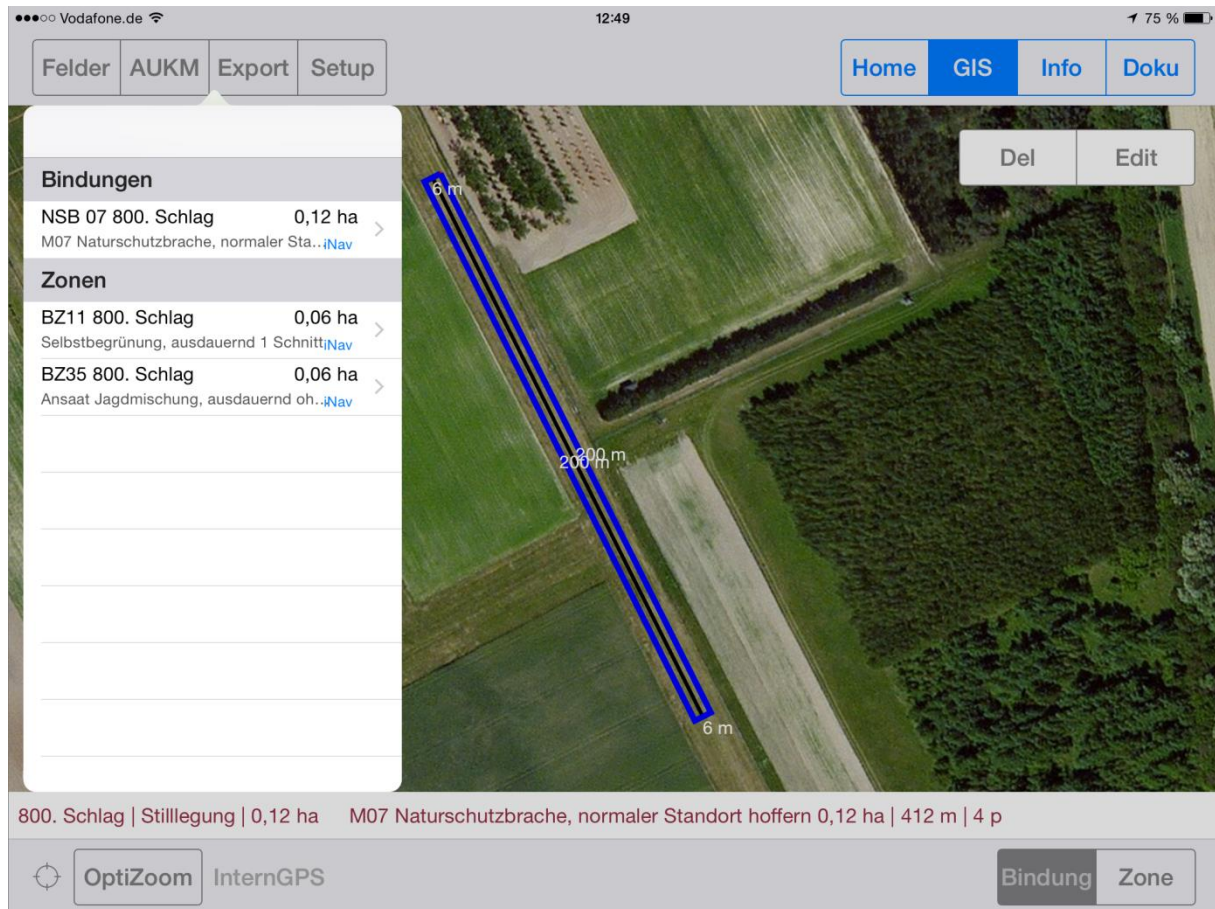 Vodafone.de 12:49 75 %
Felder AUKM Export Setup Home GIS Info Doku
Del Edit
Bindungen
NSB 07 800. Schlag 0,12 ha
M07 Naturschutzbrache, normaler Sta… iNav
Zonen
BZ11 800. Schlag 0,06 ha
Selbstbegrünung, ausdauernd 1 Schnitt iNav
BZ35 800. Schlag 0,06 ha
Ansaat Jagdmischung, ausdauernd oh… iNav
6 m
200 m
200 m
6 m
800. Schlag | Stilllegung | 0,12 ha M07 Naturschutzbrache, normaler Standort hoffern 0,12 ha | 412 m | 4 p
OptiZoom InternGPS Bindung Zone